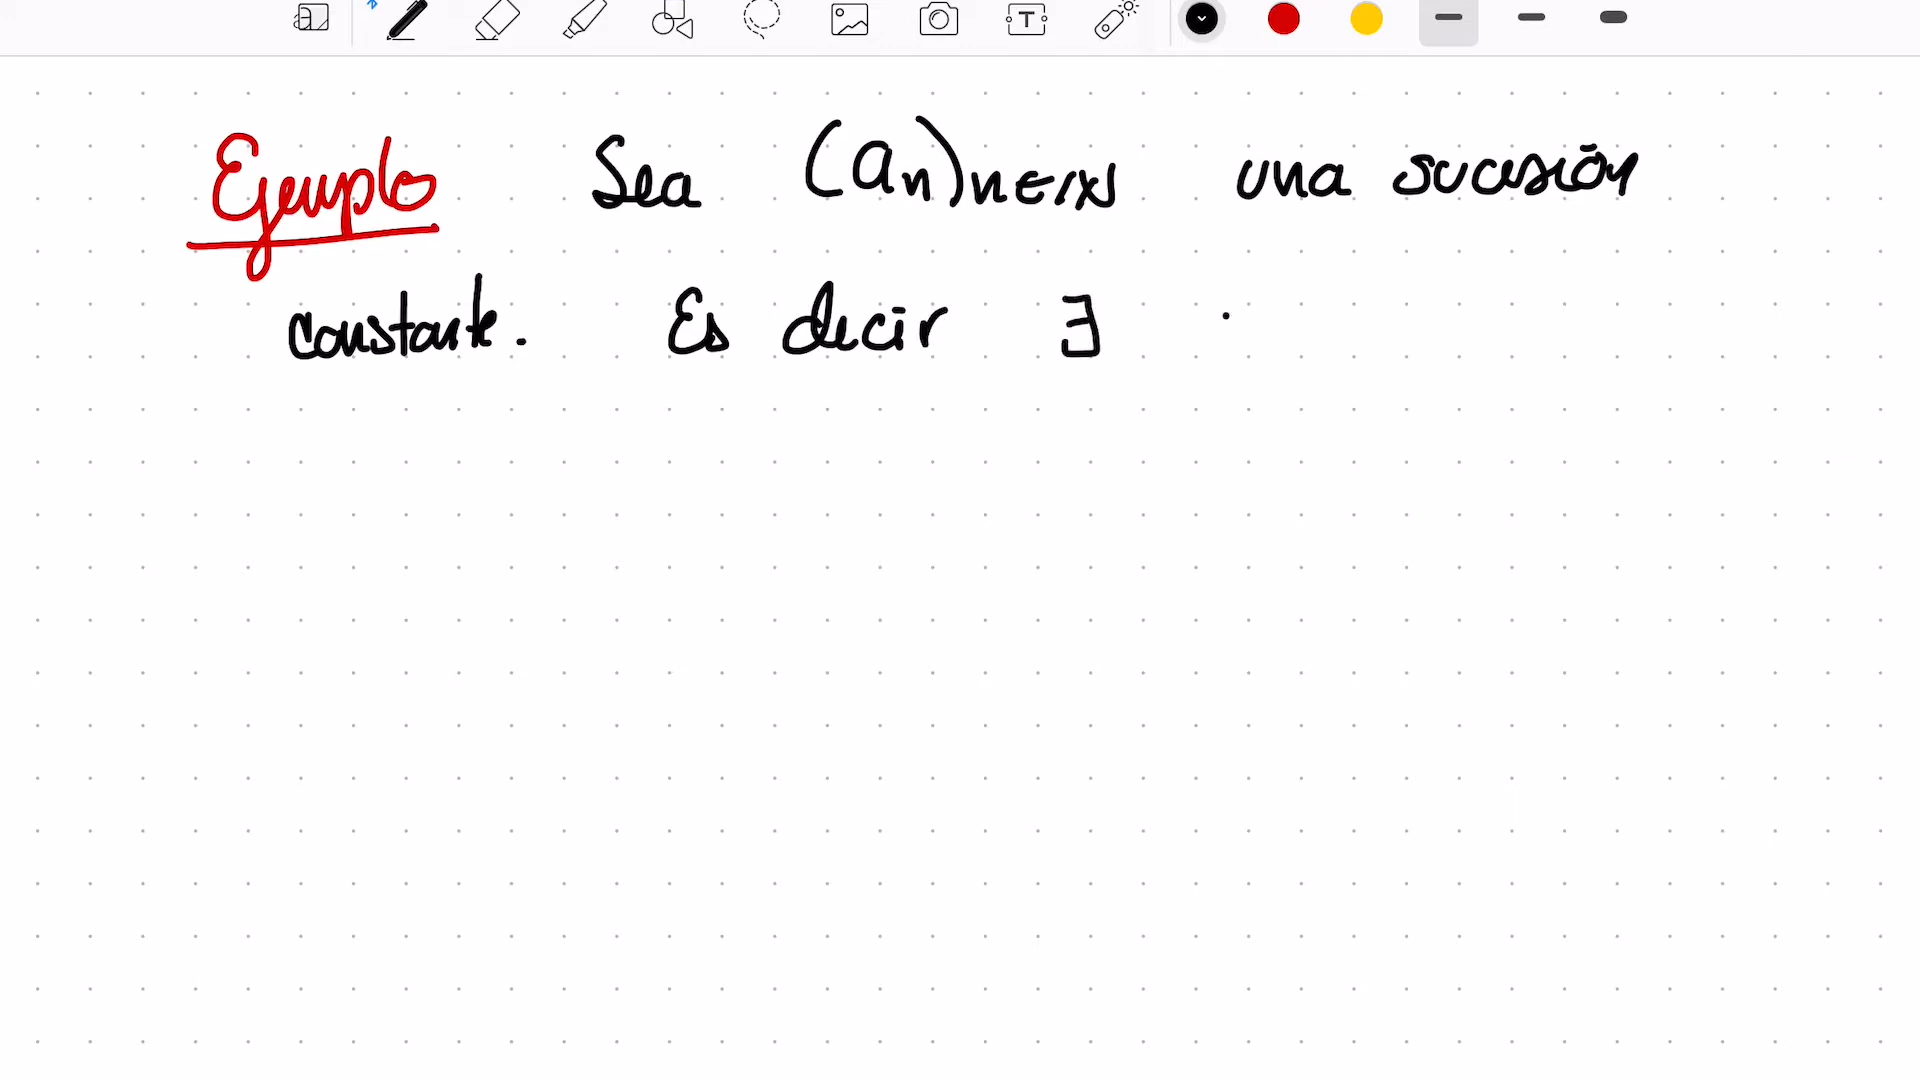 Ejemplo Sea (aₙ)ₙ∈ℕ una sucesión
constante. Es decir ∃